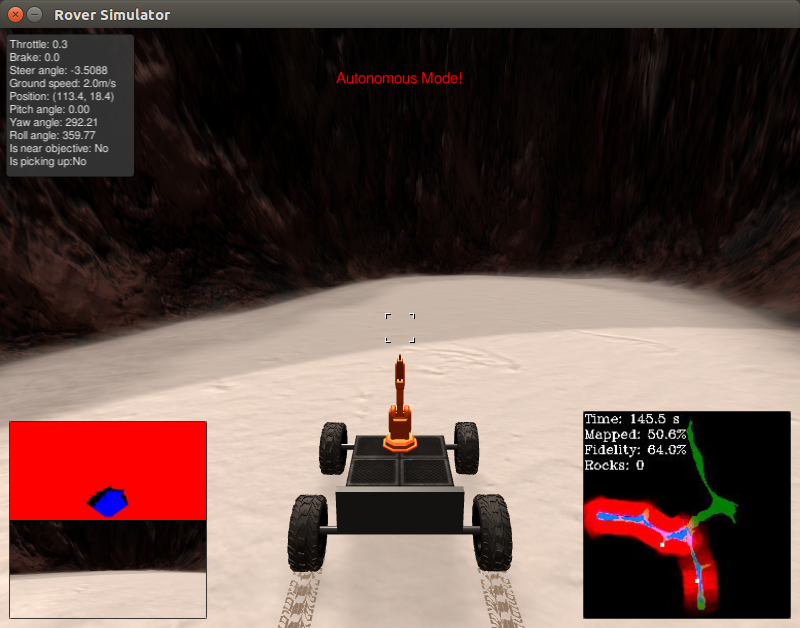 Rover Simulator
Throttle: 0.3
Brake: 0.0
Steer angle: -3.5088
Ground speed: 2.0m/s
Position: (113.4, 18.4)
Pitch angle: 0.00
Yaw angle: 292.21
Roll angle: 359.77
Is near objective: No
Is picking up:No
Autonomous Mode!
Time: 145.5 s
Mapped: 50.6%
Fidelity: 64.0%
Rocks: 0